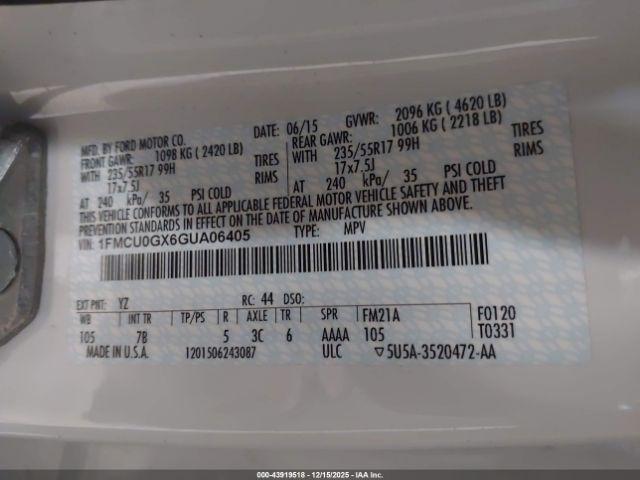 MFD. BY FORD MOTOR CO.
DATE: 06/15 GVWR: 2096 KG ( 4620 LB)
FRONT GAWR: 1098 KG ( 2420 LB) REAR GAWR: 1006 KG ( 2218 LB)
WITH 235/55R17 99H TIRES WITH 235/55R17 99H TIRES
17x7.5J RIMS 17x7.5J RIMS
AT 240 kPa/ 35 PSI COLD AT 240 kPa/ 35 PSI COLD
THIS VEHICLE CONFORMS TO ALL APPLICABLE FEDERAL MOTOR VEHICLE SAFETY AND THEFT
PREVENTION STANDARDS IN EFFECT ON THE DATE OF MANUFACTURE SHOWN ABOVE.
VIN: 1FMCU0GX6GUA06405 TYPE: MPV
EXT PNT: YZ RC: 44 DSO:
WB INT TR TP/PS R AXLE TR SPR FM21A F0120
105 7B 5 3C 6 AAAA 105 T0331
MADE IN U.S.A. 1201506243087 ULC ▽5U5A-3520472-AA
000-43919518 - 12/15/2025 - IAA Inc.